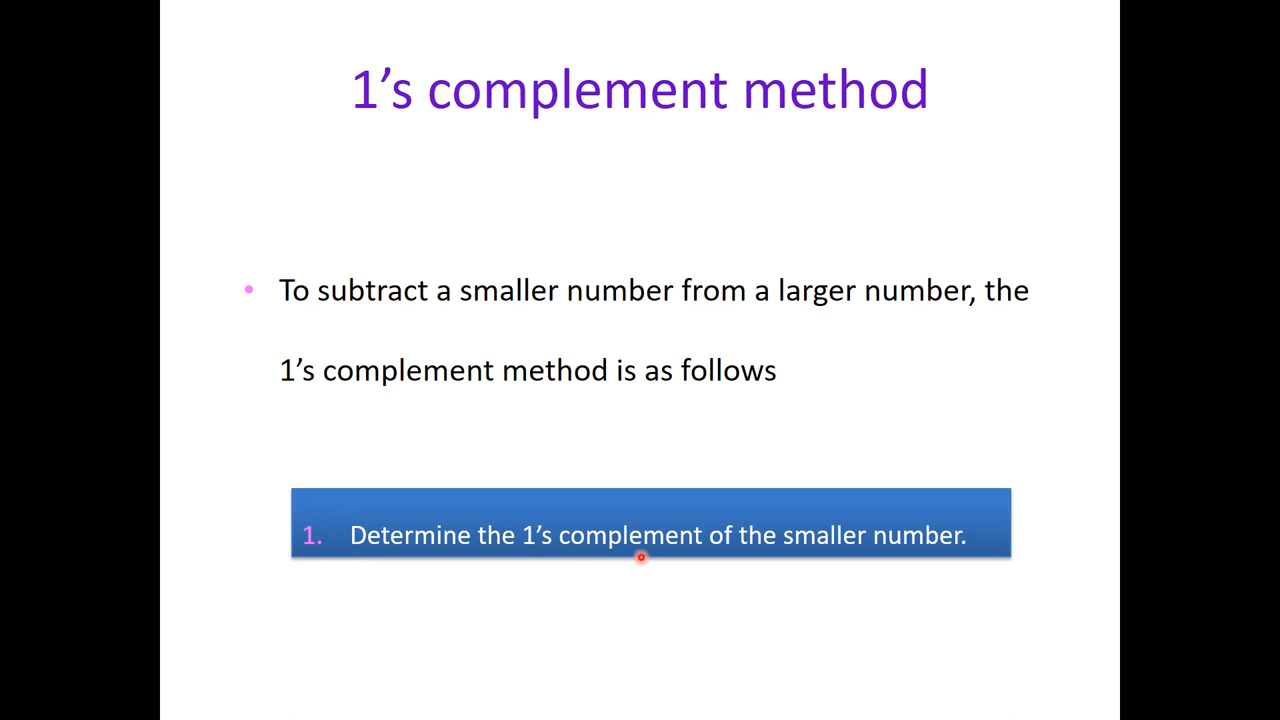 1’s complement method
• To subtract a smaller number from a larger number, the
1’s complement method is as follows
1. Determine the 1’s complement of the smaller number.